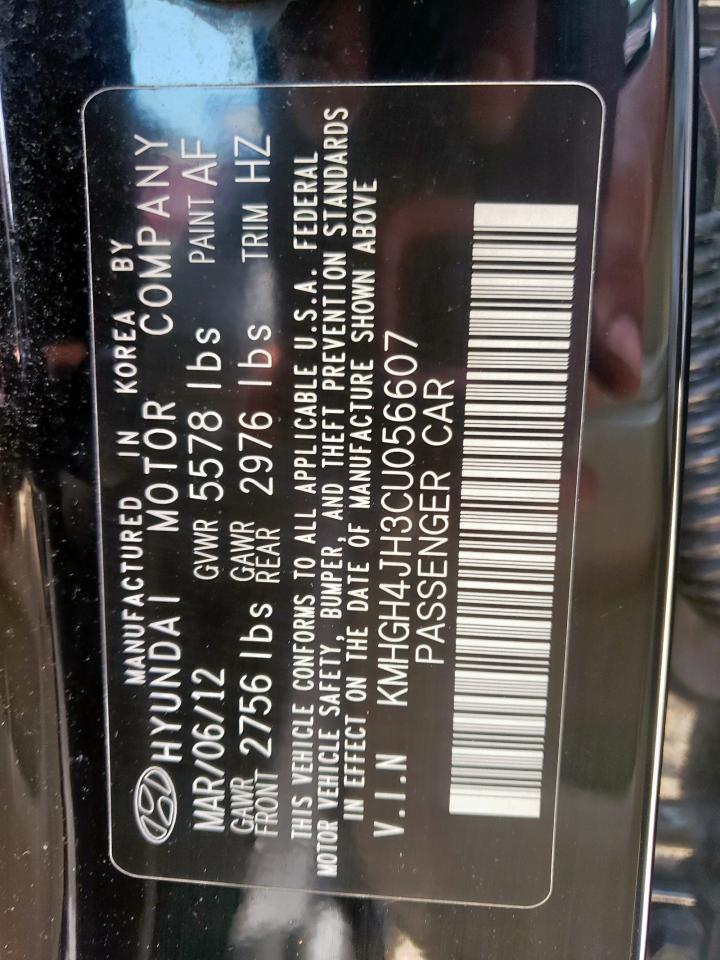 MANUFACTURED IN KOREA BY
HYUNDAI MOTOR COMPANY
MAR/06/12 GVWR 5578 lbs PAINT AF
GAWR FRONT 2756 lbs GAWR REAR 2976 lbs TRIM HZ
THIS VEHICLE CONFORMS TO ALL APPLICABLE U.S.A. FEDERAL
MOTOR VEHICLE SAFETY, BUMPER, AND THEFT PREVENTION STANDARDS
IN EFFECT ON THE DATE OF MANUFACTURE SHOWN ABOVE
V.I.N KMHGH4JH3CU056607
PASSENGER CAR